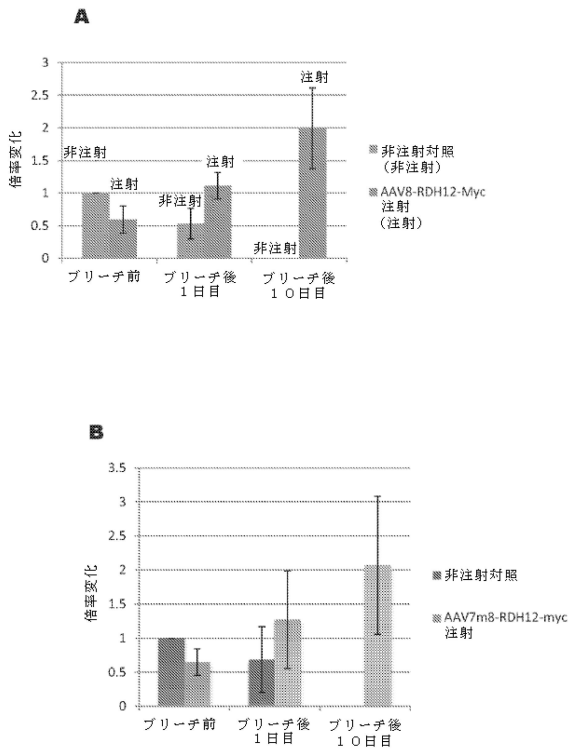 A
3
2.5
2
1.5
1
0.5
0
倍率変化
非注射
注射
非注射
注射
非注射
注射
ブリーチ前
ブリーチ後
1日目
ブリーチ後
10日目
非注射対照
(非注射)
AAV8-RDH12-Myc
注射
(注射)
B
3.5
3
2.5
2
1.5
1
0.5
0
倍率変化
ブリーチ前
ブリーチ後
1日目
ブリーチ後
10日目
非注射対照
AAV7m8-RDH12-myc
注射